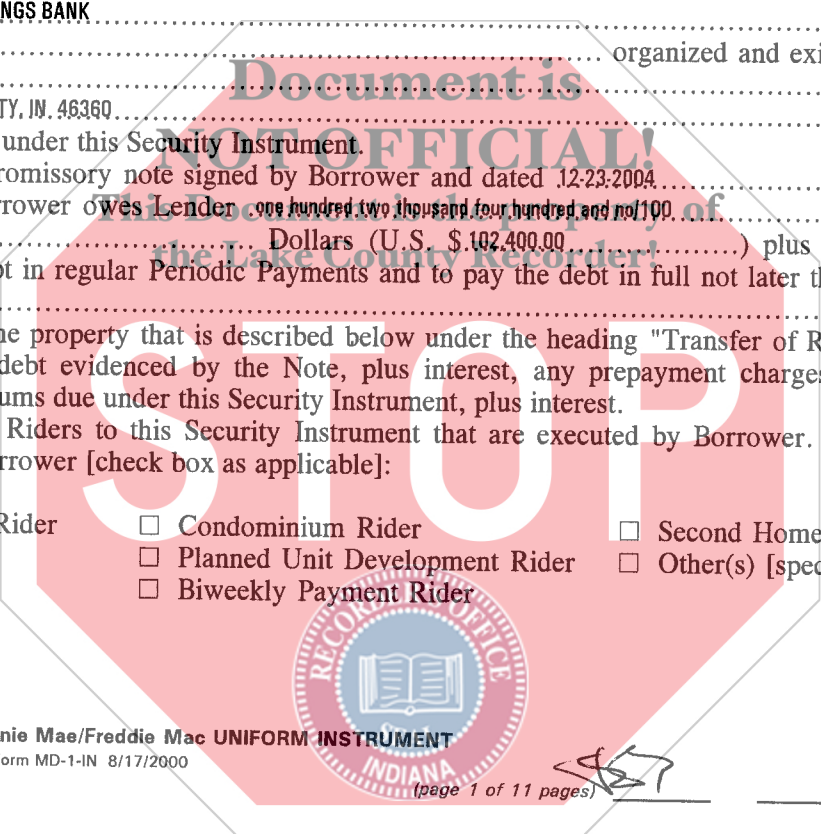 NGS BANK
organized and exi
Document is
TY, IN. 46360
under this Security Instrument.
NOT OFFICIAL!
romissory note signed by Borrower and dated 12-23-2004
rrower owes Lender one hundred two thousand four hundred and no/100
This Document is the property of
Dollars (U.S. $ 102,400.00 ) plus
the Lake County Recorder!
ot in regular Periodic Payments and to pay the debt in full not later th
ne property that is described below under the heading "Transfer of R
debt evidenced by the Note, plus interest, any prepayment charges
ums due under this Security Instrument, plus interest.
Riders to this Security Instrument that are executed by Borrower.
rrower [check box as applicable]:
STOP
Rider ☐ Condominium Rider ☐ Second Home
☐ Planned Unit Development Rider ☐ Other(s) [spec
☐ Biweekly Payment Rider
RECORDER'S OFFICE
SEAL
INDIANA
nie Mae/Freddie Mac UNIFORM INSTRUMENT
orm MD-1-IN 8/17/2000
(page 1 of 11 pages)